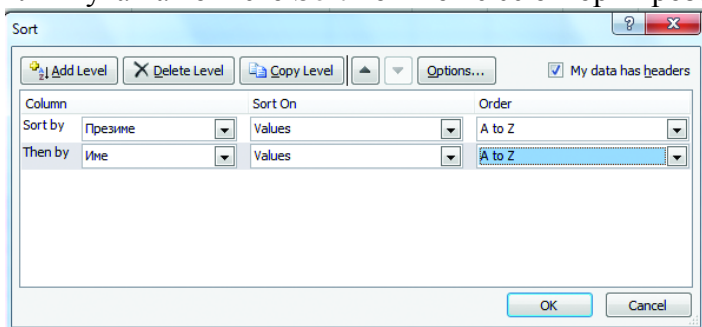 Sort
Add Level Delete Level Copy Level Options... My data has headers
Column Sort On Order
Sort by Презиме Values A to Z
Then by Име Values A to Z
OK Cancel